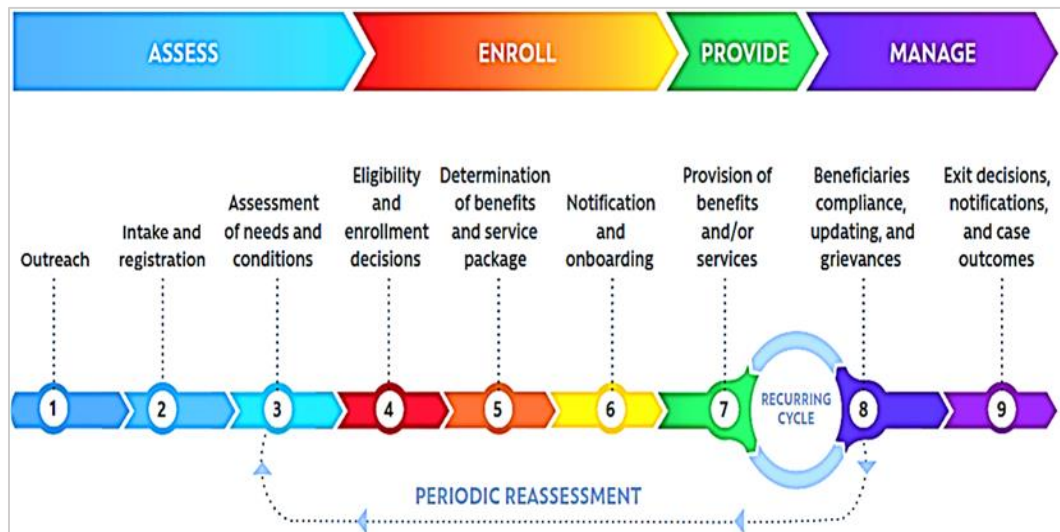 ASSESS
ENROLL
PROVIDE
MANAGE
Outreach
Intake and
registration
Assessment
of needs and
conditions
Eligibility
and
enrollment
decisions
Determination
of benefits
and service
package
Notification
and
onboarding
Provision of
benefits
and/or
services
Beneficiaries
compliance,
updating, and
grievances
Exit decisions,
notifications,
and case
outcomes
1
2
3
4
5
6
7
RECURRING
CYCLE
8
9
PERIODIC REASSESSMENT